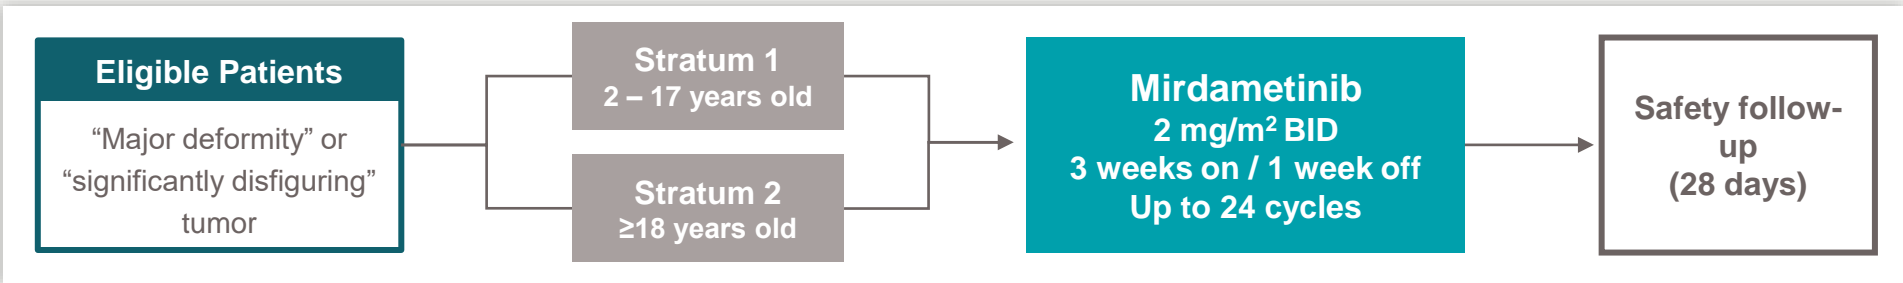 Eligible Patients
“Major deformity” or
“significantly disfiguring”
tumor
Stratum 1
2 – 17 years old
Stratum 2
≥18 years old
Mirdametinib
2 mg/m² BID
3 weeks on / 1 week off
Up to 24 cycles
Safety follow-
up
(28 days)